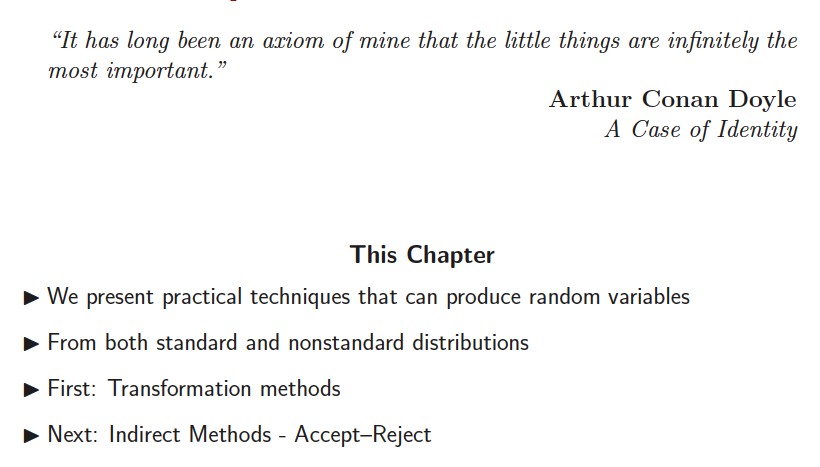 “It has long been an axiom of mine that the little things are infinitely the
most important.”
Arthur Conan Doyle
A Case of Identity
This Chapter
▶ We present practical techniques that can produce random variables
▶ From both standard and nonstandard distributions
▶ First: Transformation methods
▶ Next: Indirect Methods - Accept–Reject